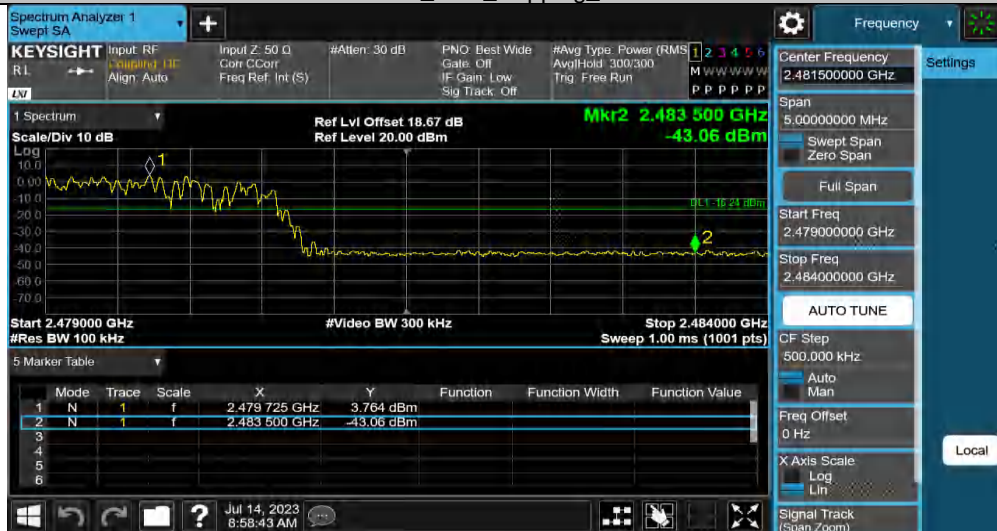 Spectrum Analyzer 1
Swept SA
Frequency
KEYSIGHT
RL
LXI
Input: RF
Align: Auto
Input Z: 50 Ω
Corr CCorr
Freq Ref: Int (S)
#Atten: 30 dB
PNO: Best Wide
Gate: Off
IF Gain: Low
Sig Track: Off
#Avg Type: Power (RMS
Avg|Hold: 300/300
Trig: Free Run
1 2 3 4 5 6
M W W W W W
P P P P P P
Center Frequency
2.481500000 GHz
Settings
Span
5.00000000 MHz
Swept Span
Zero Span
Full Span
Start Freq
2.479000000 GHz
Stop Freq
2.484000000 GHz
AUTO TUNE
CF Step
500.000 kHz
Auto
Man
Freq Offset
0 Hz
X Axis Scale
Log
Lin
Signal Track
(Span Zoom)
Local
1 Spectrum
Scale/Div 10 dB
Ref Lvl Offset 18.67 dB
Ref Level 20.00 dBm
Mkr2 2.483 500 GHz
-43.06 dBm
Log
10.0
0.00
-10.0
-20.0
-30.0
-40.0
-50.0
-60.0
-70.0
1
2
DL1 -16.24 dBm
Start 2.479000 GHz
#Res BW 100 kHz
#Video BW 300 kHz
Stop 2.484000 GHz
Sweep 1.00 ms (1001 pts)
5 Marker Table
Mode Trace Scale X Y Function Function Width Function Value
1 N 1 f 2.479 725 GHz 3.764 dBm
2 N 1 f 2.483 500 GHz -43.06 dBm
3
4
5
6
Jul 14, 2023
8:58:43 AM